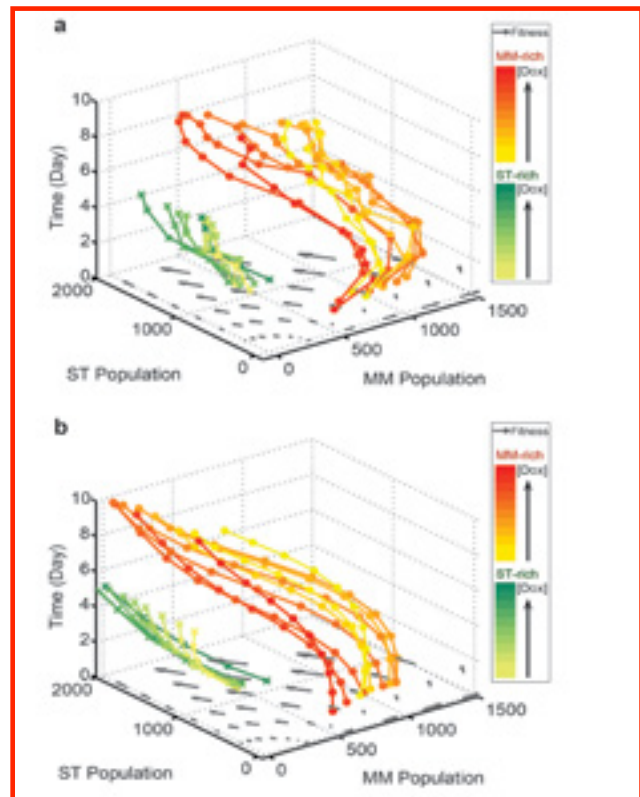 a
Fitness
MM-rich
[Dox]
ST-rich
[Dox]
10
8
6
4
2
0
Time (Day)
2000
1000
0
ST Population
0
500
1000
1500
MM Population
b
Fitness
MM-rich
[Dox]
ST-rich
[Dox]
10
8
6
4
2
0
Time (Day)
2000
1000
0
ST Population
0
500
1000
1500
MM Population